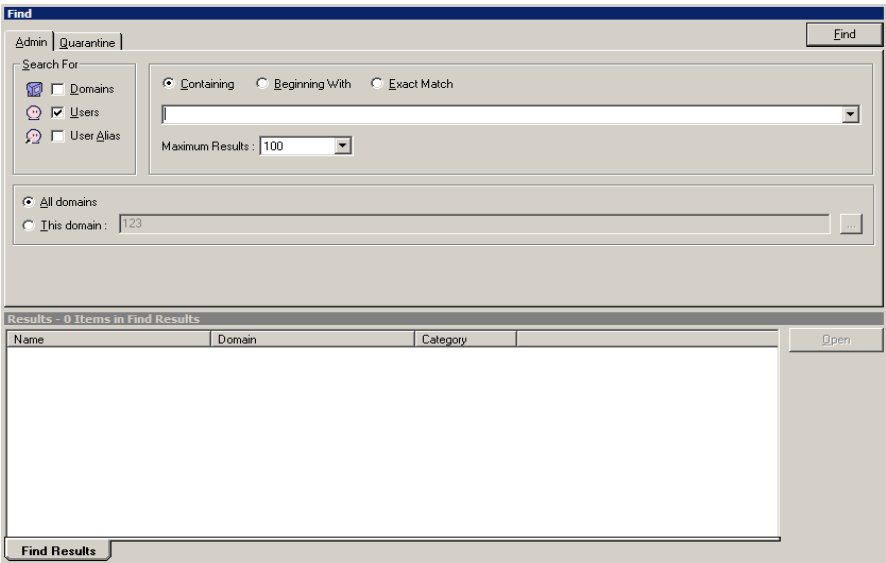 Find
Admin Quarantine Find
Search For
Domains Containing Beginning With Exact Match
Users
User Alias Maximum Results : 100
All domains
This domain : 123 ...
Results - 0 Items in Find Results
Name Domain Category Open
Find Results